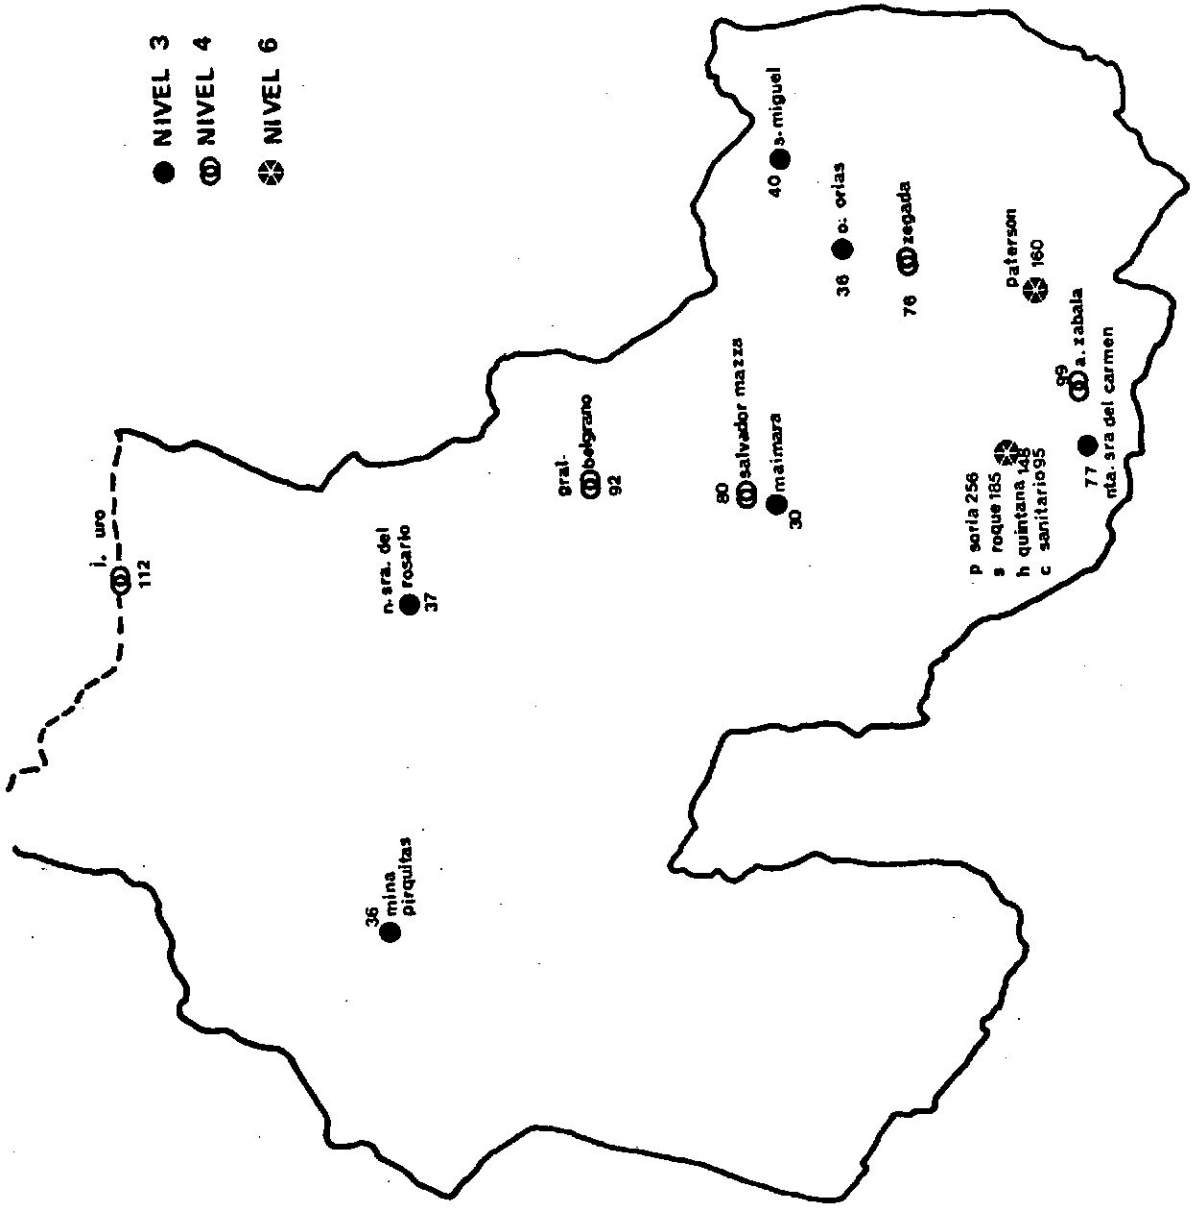 NIVEL 3
NIVEL 4
NIVEL 6
j. uro
112
n. sra. del
rosario
37
mina
pirquitas
36
gral-
belgrano
92
80
salvador mazza
maimara
30
40
s. miguel
36
o: orias
76
zegada
paterson
160
99
a. zabala
77
nta. sra del carmen
p soria 256
s roque 185
h quintana 148
c sanitario 95